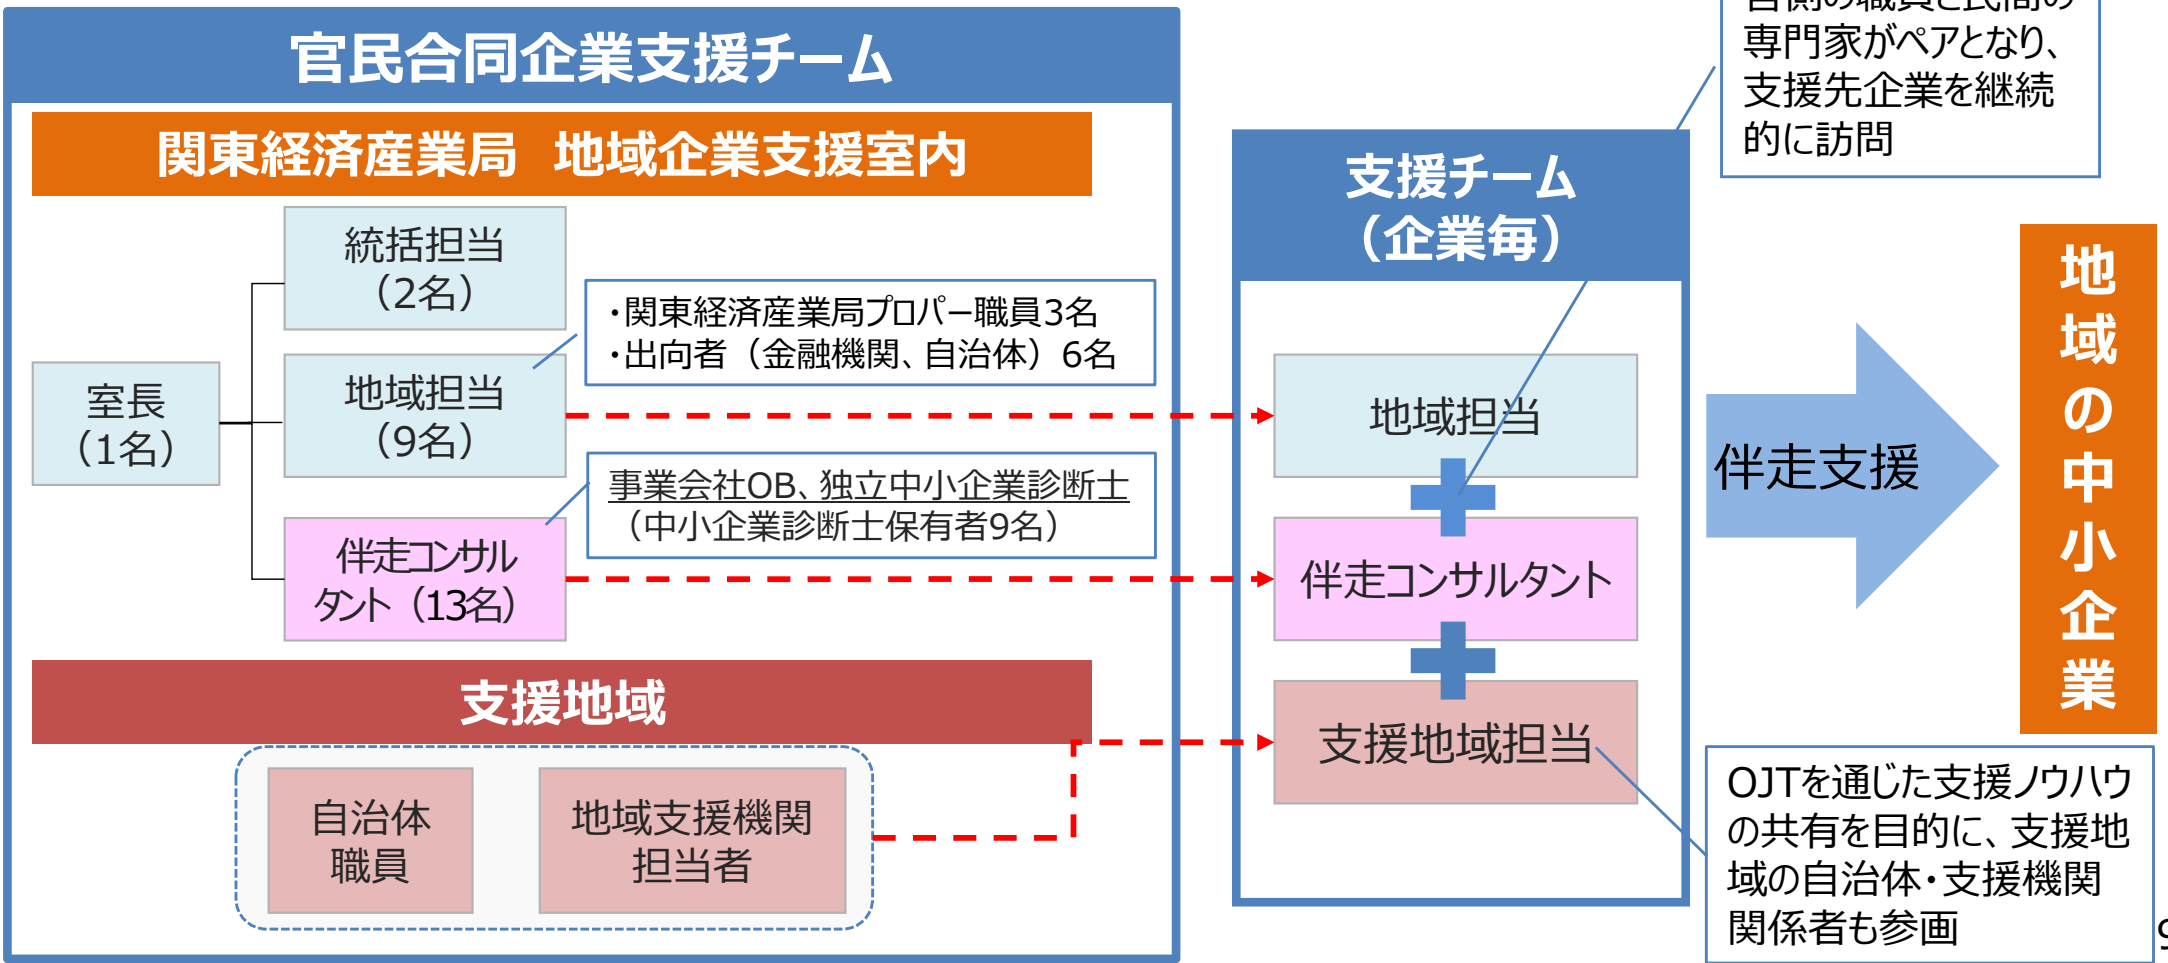 官民合同企業支援チーム
関東経済産業局　地域企業支援室内
室長
（1名）
統括担当
（2名）
地域担当
（9名）
・関東経済産業局プロパー職員3名
・出向者（金融機関、自治体）6名
伴走コンサル
タント（13名）
事業会社OB、独立中小企業診断士
（中小企業診断士保有者9名）
支援地域
自治体
職員
地域支援機関
担当者
支援チーム
（企業毎）
地域担当
伴走コンサルタント
支援地域担当
官側の職員と民間の
専門家がペアとなり、
支援先企業を継続
的に訪問
伴走支援
地域の中小企業
OJTを通じた支援ノウハウ
の共有を目的に、支援地
域の自治体・支援機関
関係者も参画